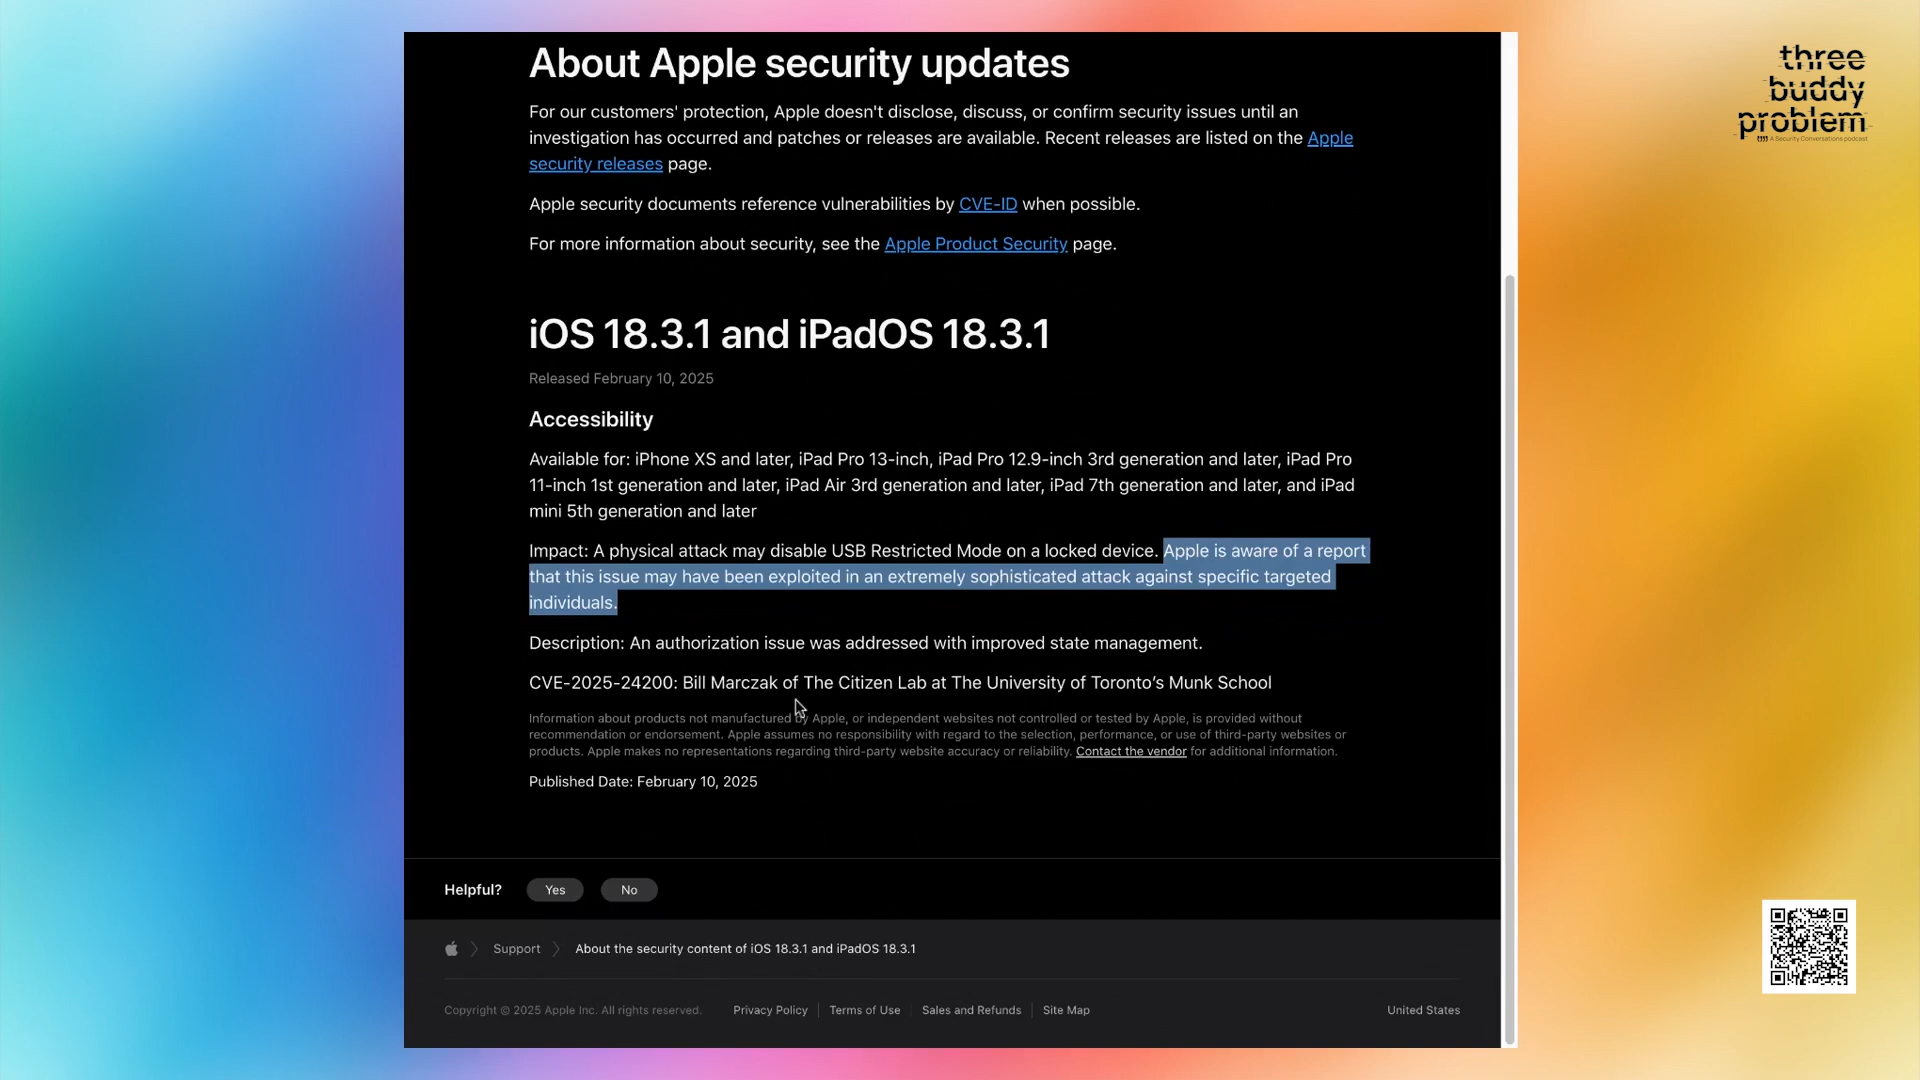 About Apple security updates
For our customers' protection, Apple doesn't disclose, discuss, or confirm security issues until an
investigation has occurred and patches or releases are available. Recent releases are listed on the Apple
security releases page.
Apple security documents reference vulnerabilities by CVE-ID when possible.
For more information about security, see the Apple Product Security page.
iOS 18.3.1 and iPadOS 18.3.1
Released February 10, 2025
Accessibility
Available for: iPhone XS and later, iPad Pro 13-inch, iPad Pro 12.9-inch 3rd generation and later, iPad Pro
11-inch 1st generation and later, iPad Air 3rd generation and later, iPad 7th generation and later, and iPad
mini 5th generation and later
Impact: A physical attack may disable USB Restricted Mode on a locked device. Apple is aware of a report
that this issue may have been exploited in an extremely sophisticated attack against specific targeted
individuals.
Description: An authorization issue was addressed with improved state management.
CVE-2025-24200: Bill Marczak of The Citizen Lab at The University of Toronto’s Munk School
Information about products not manufactured by Apple, or independent websites not controlled or tested by Apple, is provided without
recommendation or endorsement. Apple assumes no responsibility with regard to the selection, performance, or use of third-party websites or
products. Apple makes no representations regarding third-party website accuracy or reliability. Contact the vendor for additional information.
Published Date: February 10, 2025
Helpful? Yes No
Support About the security content of iOS 18.3.1 and iPadOS 18.3.1
Copyright © 2025 Apple Inc. All rights reserved. Privacy Policy Terms of Use Sales and Refunds Site Map United States
three
buddy
problem
A Security Conversations podcast